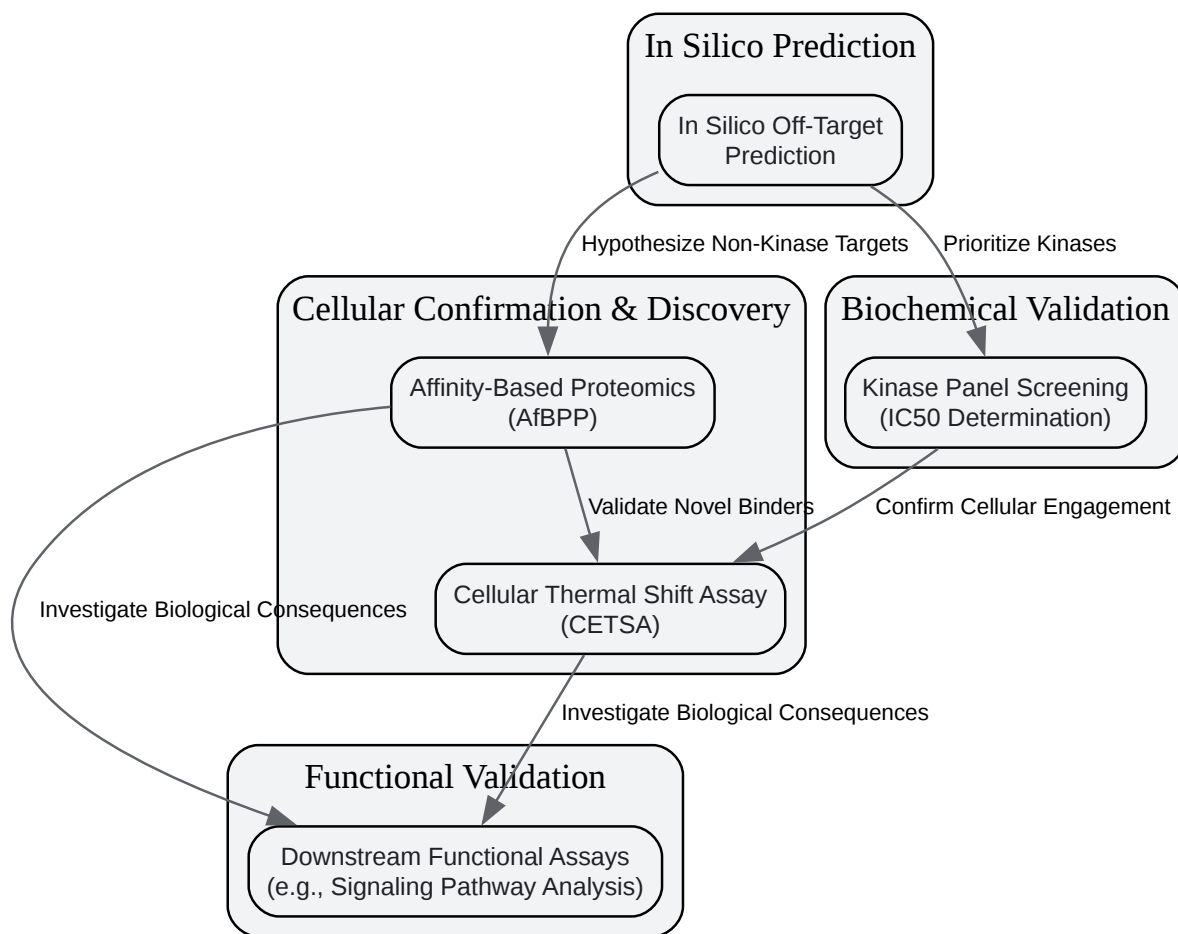 In Silico Prediction
In Silico Off-Target
Prediction
Hypothesize Non-Kinase Targets
Prioritize Kinases
Cellular Confirmation & Discovery
Biochemical Validation
Affinity-Based Proteomics
(AfBPP)
Kinase Panel Screening
(IC50 Determination)
Validate Novel Binders
Confirm Cellular Engagement
Cellular Thermal Shift Assay
(CETSA)
Investigate Biological Consequences
Investigate Biological Consequences
Functional Validation
Downstream Functional Assays
(e.g., Signaling Pathway Analysis)